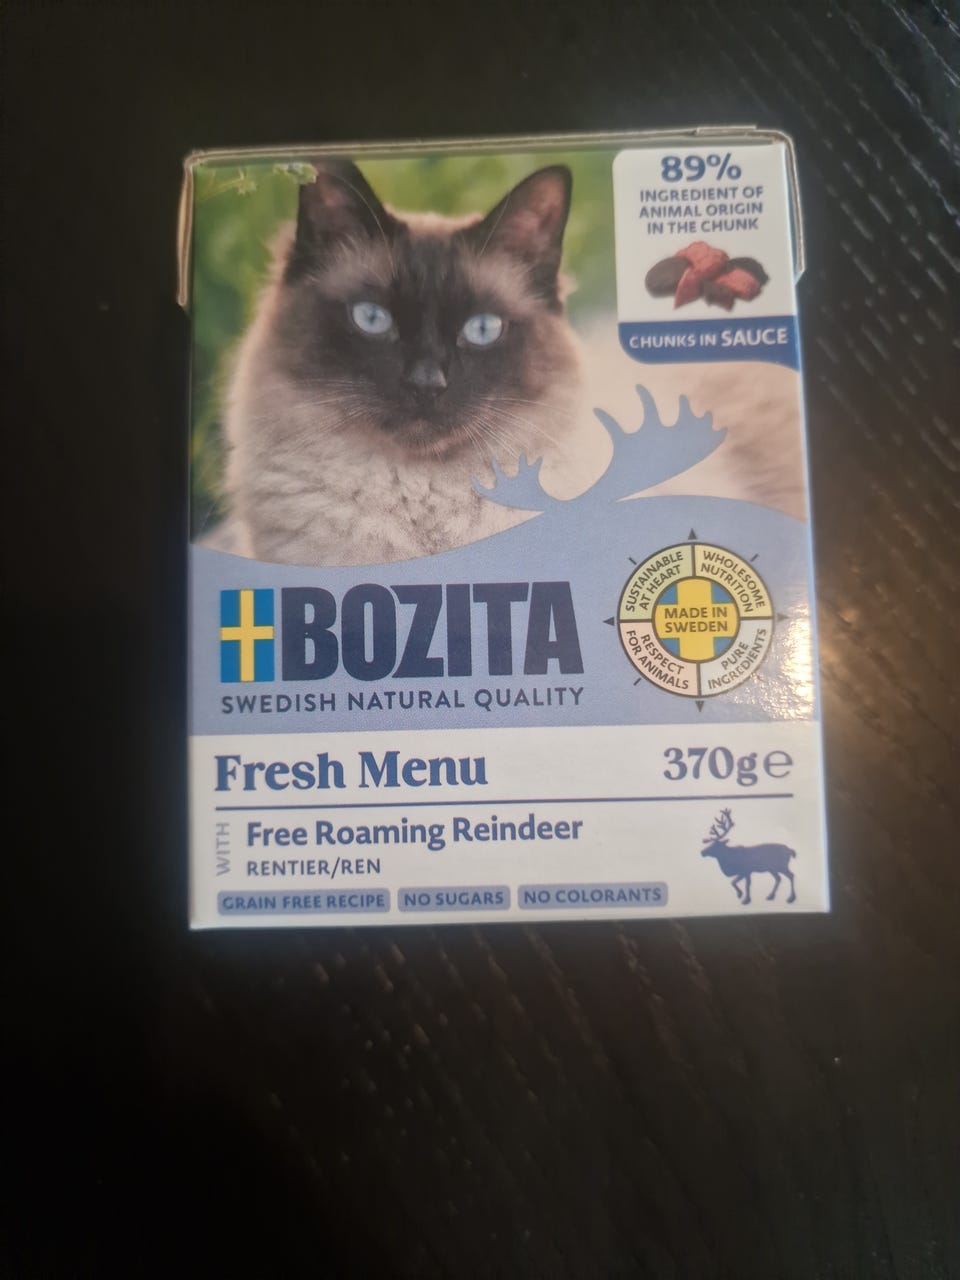 89%
INGREDIENT OF
ANIMAL ORIGIN
IN THE CHUNK
CHUNKS IN SAUCE
BOZITA
SWEDISH NATURAL QUALITY
SUSTAINABLE
AT HEART
WHOLESOME
NUTRITION
MADE IN
SWEDEN
RESPECT
FOR ANIMALS
PURE
INGREDIENTS
Fresh Menu
370g℮
WITH
Free Roaming Reindeer
RENTIER/REN
GRAIN FREE RECIPE
NO SUGARS
NO COLORANTS